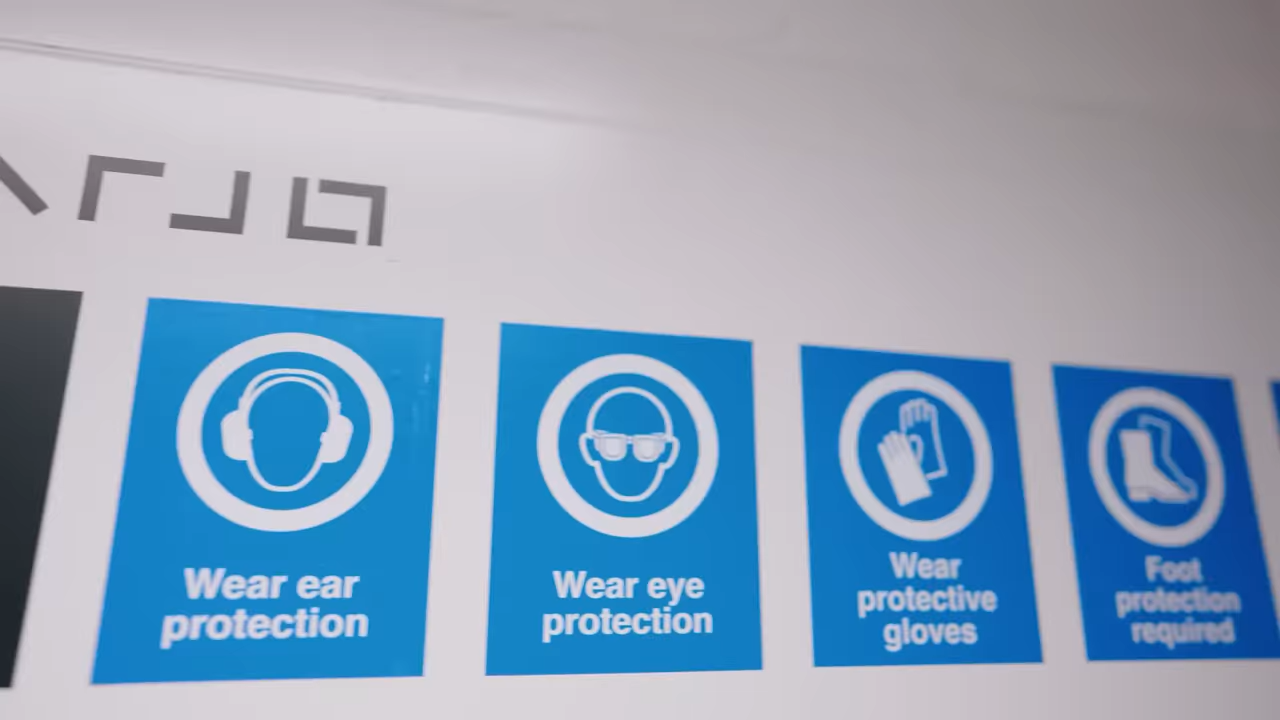 Wear ear
protection
Wear eye
protection
Wear
protective
gloves
Foot
protection
required